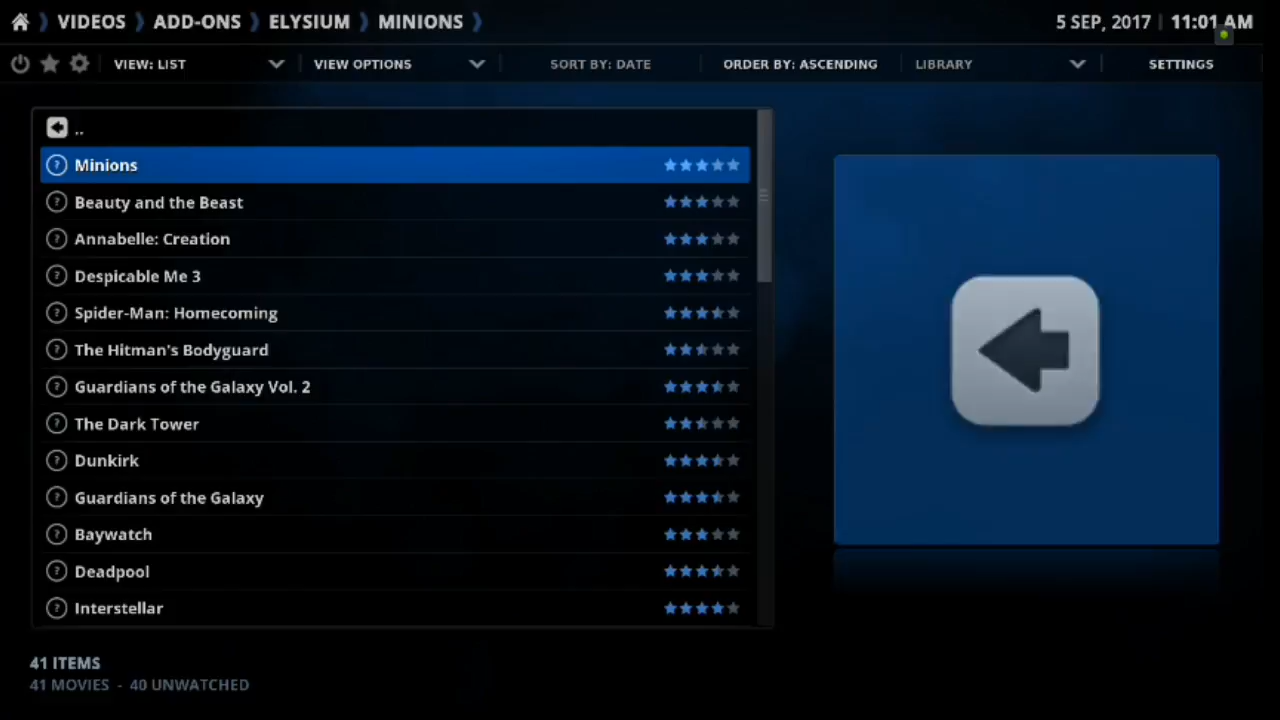 VIDEOS ADD-ONS ELYSIUM MINIONS 5 SEP, 2017 11:01 AM
VIEW: LIST VIEW OPTIONS SORT BY: DATE ORDER BY: ASCENDING LIBRARY SETTINGS
..
Minions
Beauty and the Beast
Annabelle: Creation
Despicable Me 3
Spider-Man: Homecoming
The Hitman's Bodyguard
Guardians of the Galaxy Vol. 2
The Dark Tower
Dunkirk
Guardians of the Galaxy
Baywatch
Deadpool
Interstellar
41 ITEMS
41 MOVIES - 40 UNWATCHED